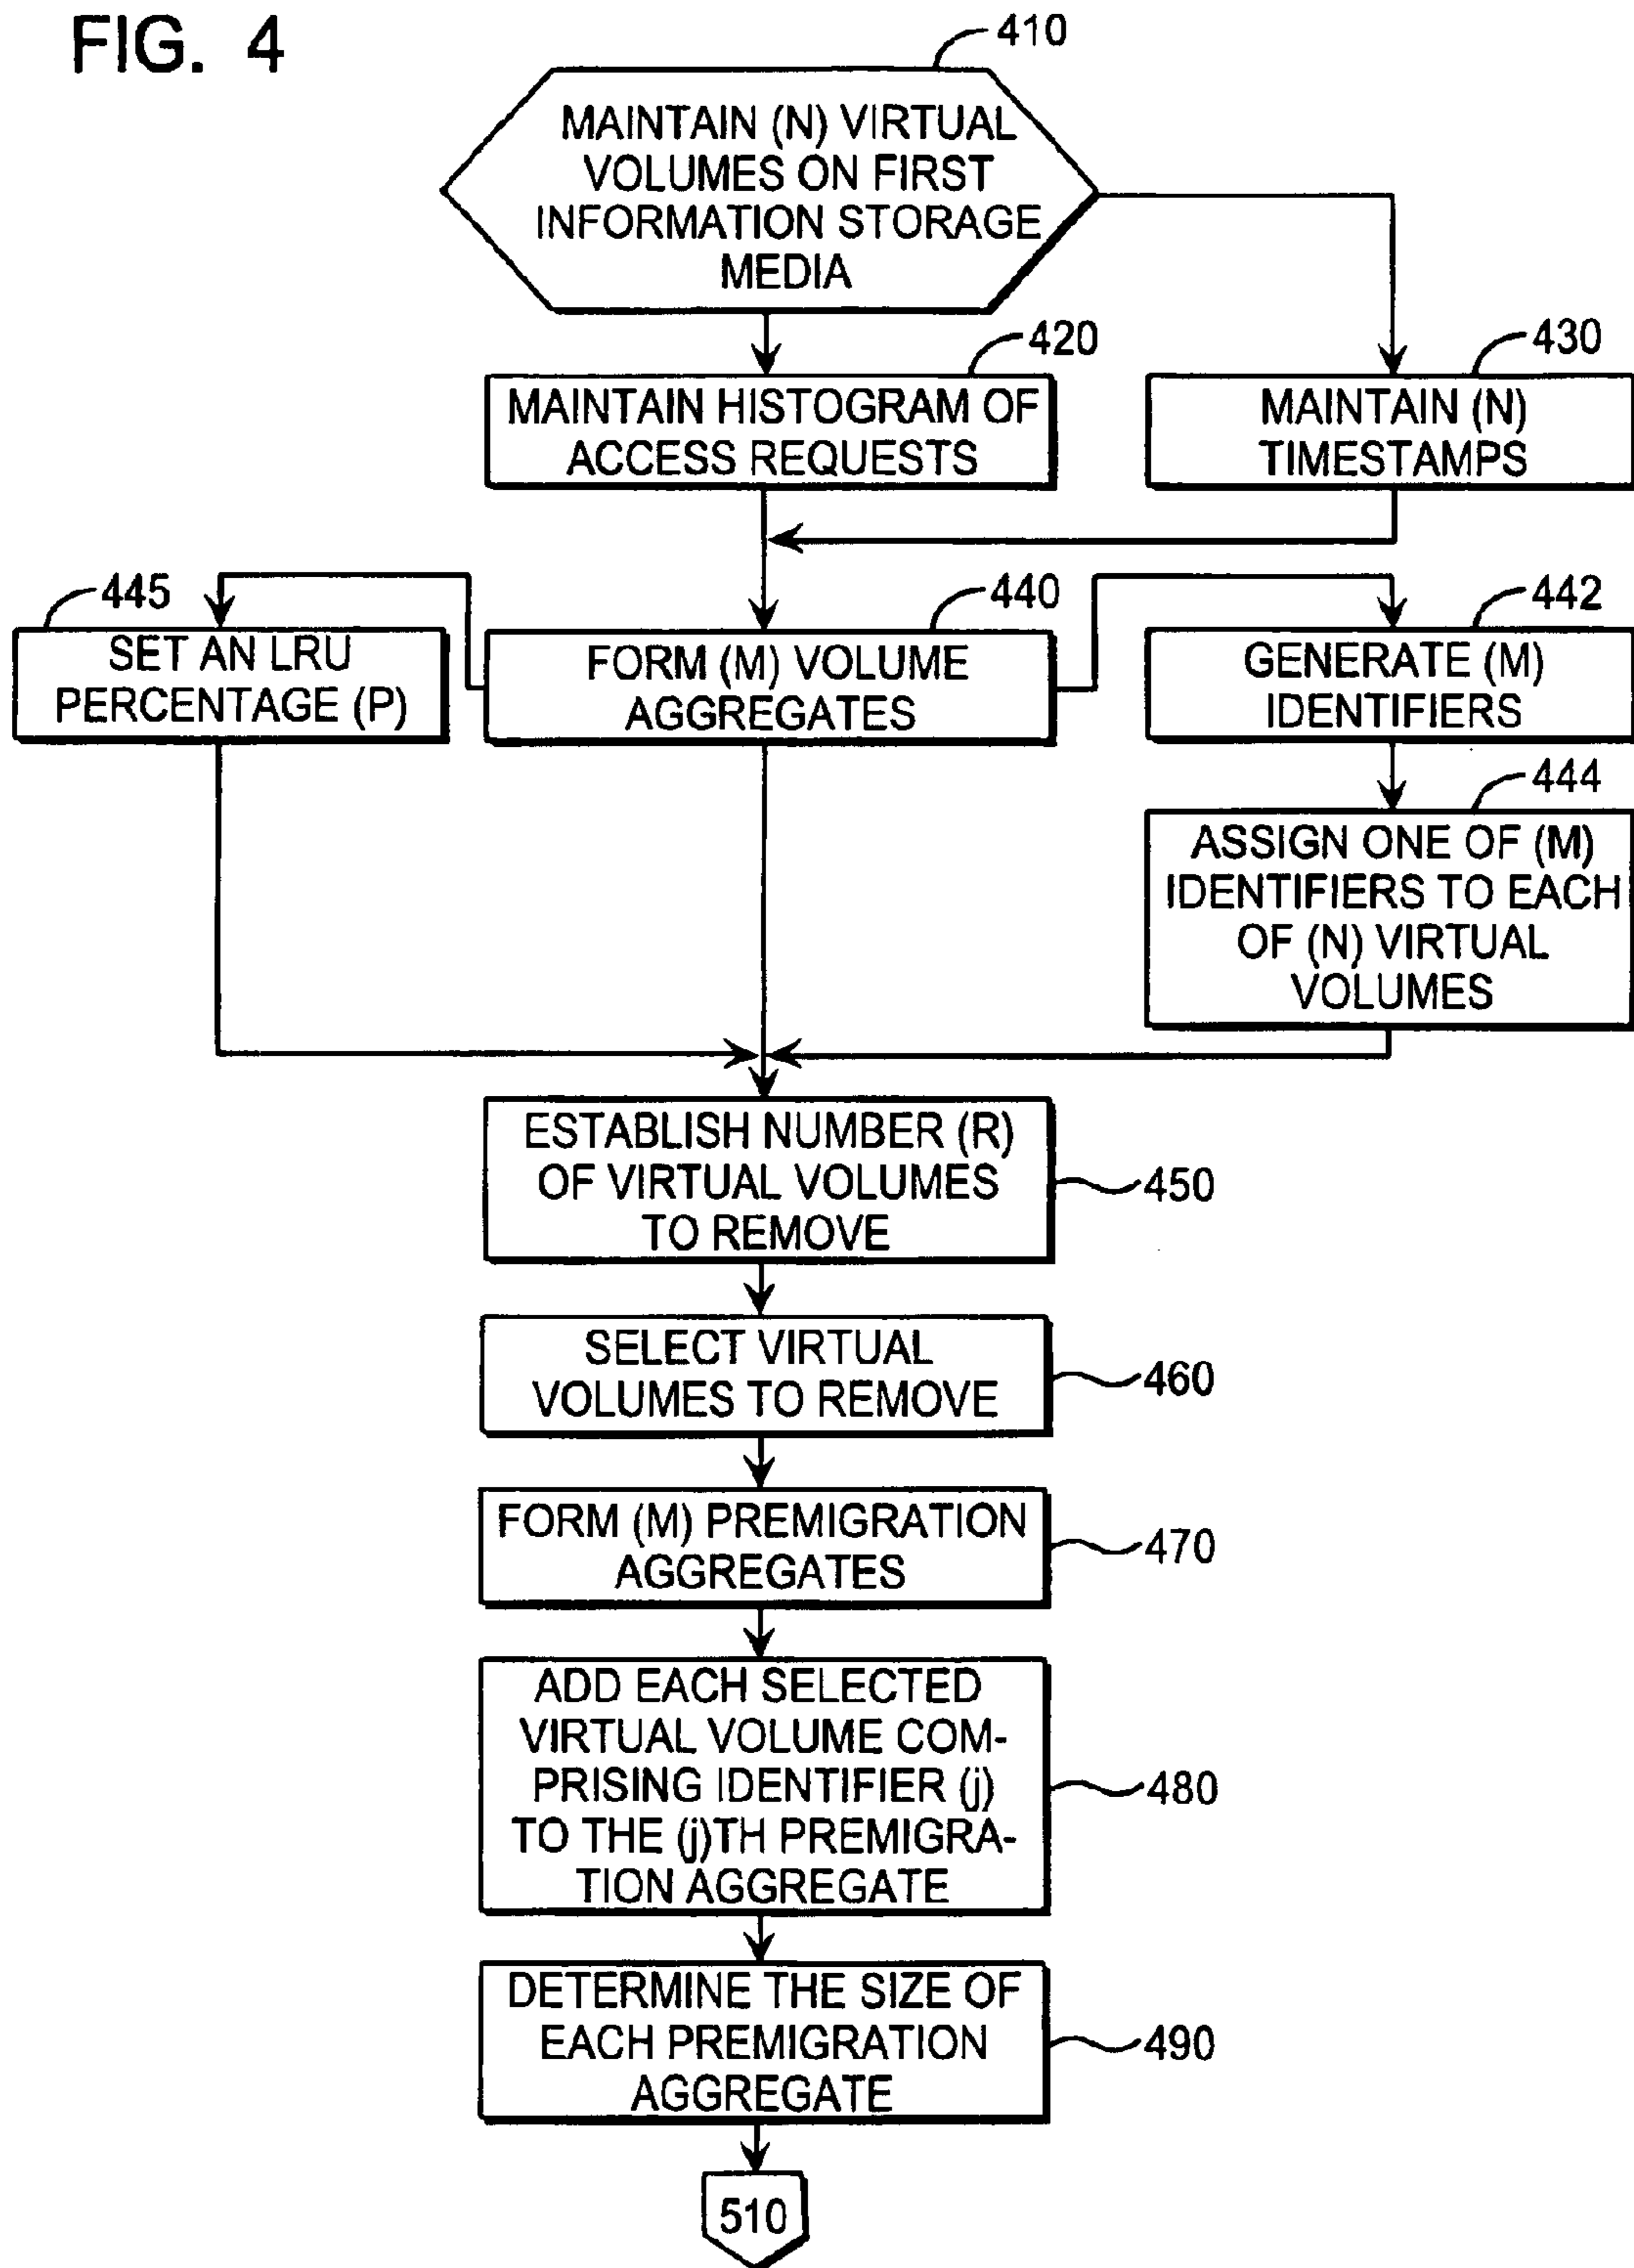 FIG. 4
410
MAINTAIN (N) VIRTUAL
VOLUMES ON FIRST
INFORMATION STORAGE
MEDIA
420
MAINTAIN HISTOGRAM OF
ACCESS REQUESTS
430
MAINTAIN (N)
TIMESTAMPS
445
SET AN LRU
PERCENTAGE (P)
440
FORM (M) VOLUME
AGGREGATES
442
GENERATE (M)
IDENTIFIERS
444
ASSIGN ONE OF (M)
IDENTIFIERS TO EACH
OF (N) VIRTUAL
VOLUMES
ESTABLISH NUMBER (R)
OF VIRTUAL VOLUMES
TO REMOVE
450
SELECT VIRTUAL
VOLUMES TO REMOVE
460
FORM (M) PREMIGRATION
AGGREGATES
470
ADD EACH SELECTED
VIRTUAL VOLUME COM-
PRISING IDENTIFIER (j)
TO THE (j)TH PREMIGRA-
TION AGGREGATE
480
DETERMINE THE SIZE OF
EACH PREMIGRATION
AGGREGATE
490
510